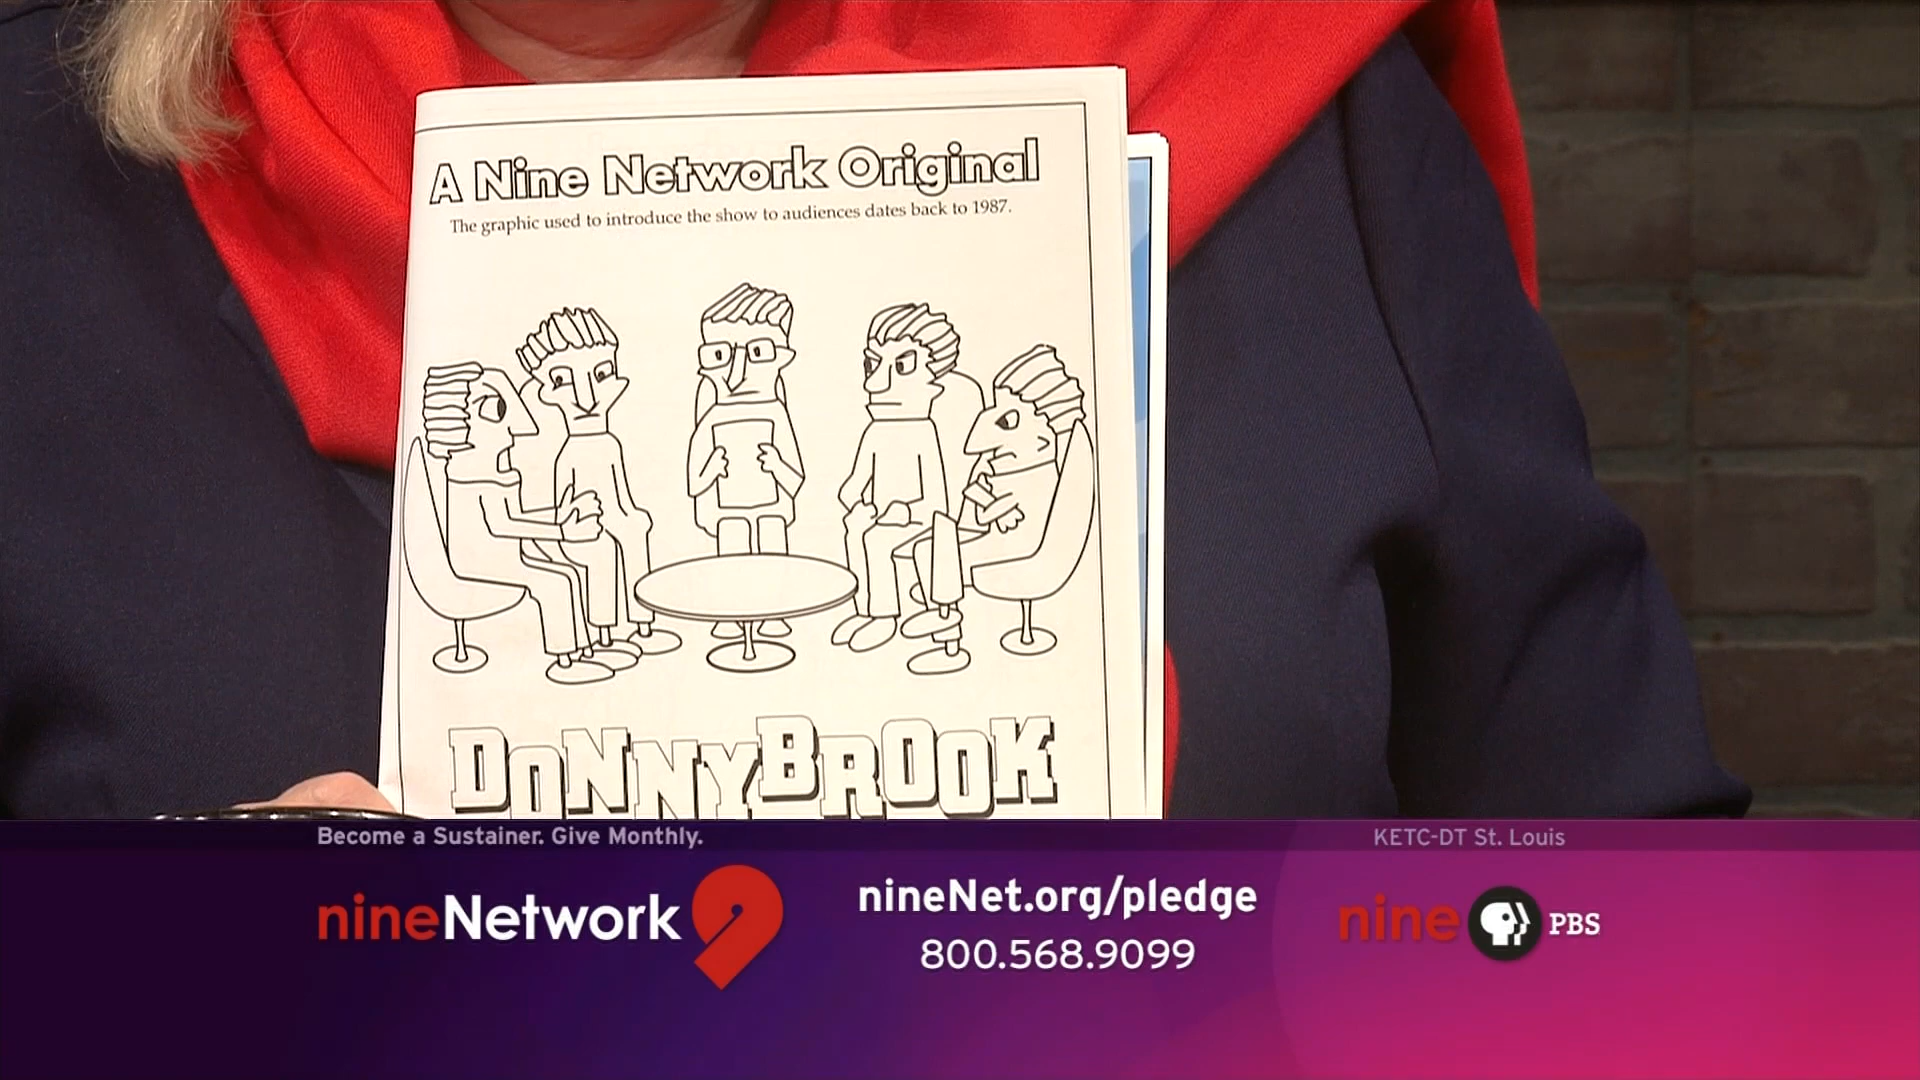 A Nine Network Original
The graphic used to introduce the show to audiences dates back to 1987.
DONNYBROOK
Become a Sustainer. Give Monthly.
KETC-DT St. Louis
nineNetwork
nineNet.org/pledge
800.568.9099
nine PBS